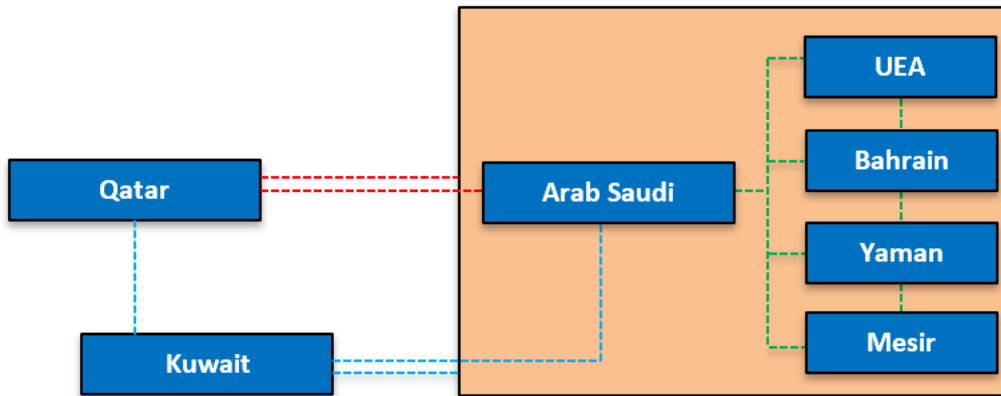 UEA
Bahrain
Qatar
Arab Saudi
Yaman
Mesir
Kuwait